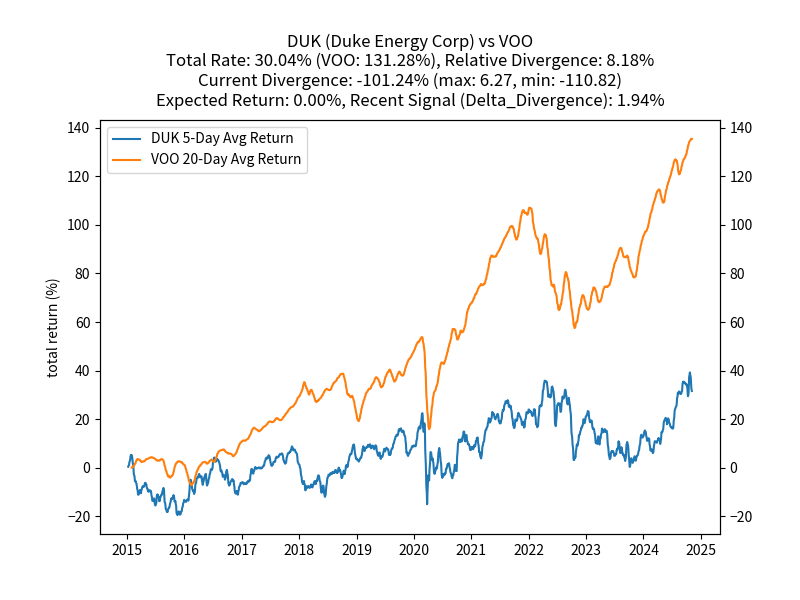 DUK (Duke Energy Corp) vs VOO
Total Rate: 30.04% (VOO: 131.28%), Relative Divergence: 8.18%
Current Divergence: -101.24% (max: 6.27, min: -110.82)
Expected Return: 0.00%, Recent Signal (Delta_Divergence): 1.94%
DUK 5-Day Avg Return
VOO 20-Day Avg Return
total return (%)
140
120
100
80
60
40
20
0
−20
140
120
100
80
60
40
20
0
−20
2015 2016 2017 2018 2019 2020 2021 2022 2023 2024 2025